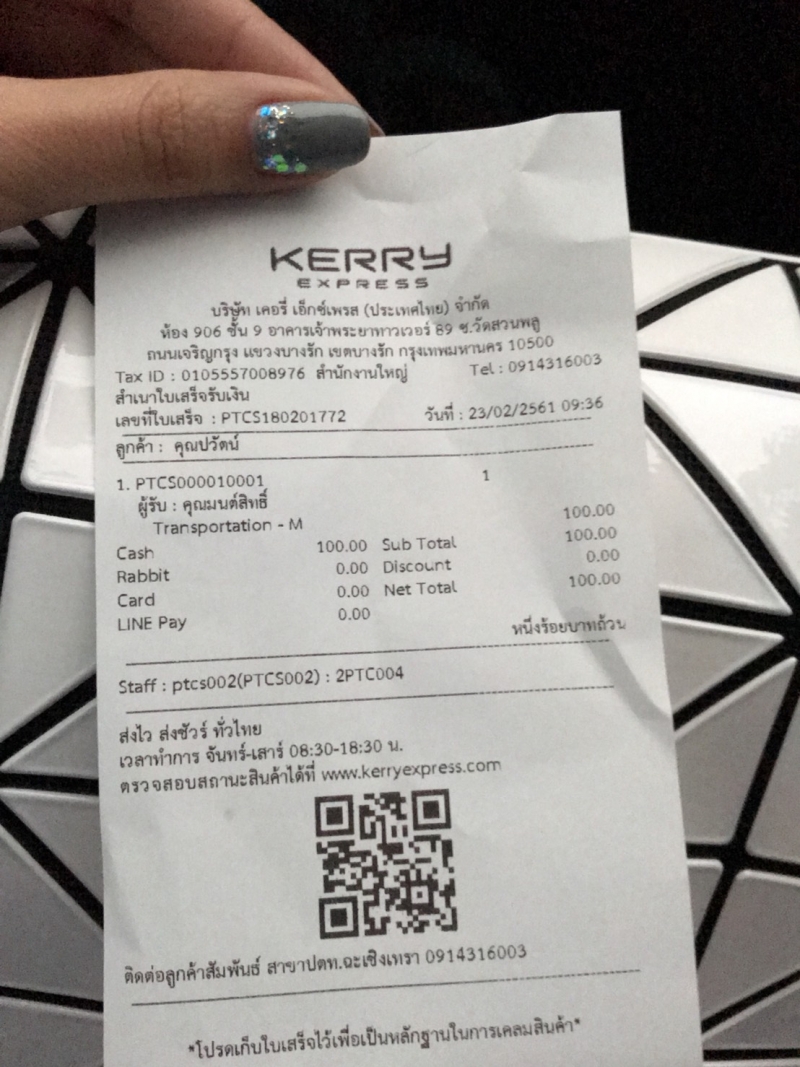 KERRY
EXPRESS
บริษัท เคอรี่ เอ็กซ์เพรส (ประเทศไทย) จำกัด
ห้อง 906 ชั้น 9 อาคารเจ้าพระยาทาวเวอร์ 89 ซ.วัดสวนพลู
ถนนเจริญกรุง แขวงบางรัก เขตบางรัก กรุงเทพมหานคร 10500
Tax ID : 0105557008976 สำนักงานใหญ่ Tel : 0914316003
สำเนาใบเสร็จรับเงิน
เลขที่ใบเสร็จ : PTCS180201772 วันที่ : 23/02/2561 09:36
ลูกค้า : คุณปวัตน์
1. PTCS000010001 1
ผู้รับ : คุณมนต์สิทธิ์
Transportation - M 100.00
Cash 100.00 Sub Total 100.00
Rabbit 0.00 Discount 0.00
Card 0.00 Net Total 100.00
LINE Pay 0.00
หนึ่งร้อยบาทถ้วน
Staff : ptcs002(PTCS002) : 2PTC004
ส่งไว ส่งชัวร์ ทั่วไทย
เวลาทำการ จันทร์-เสาร์ 08:30-18:30 น.
ตรวจสอบสถานะสินค้าได้ที่ www.kerryexpress.com
ติดต่อลูกค้าสัมพันธ์ สาขาปตท.ฉะเชิงเทรา 0914316003
*โปรดเก็บใบเสร็จไว้เพื่อเป็นหลักฐานในการเคลมสินค้า*